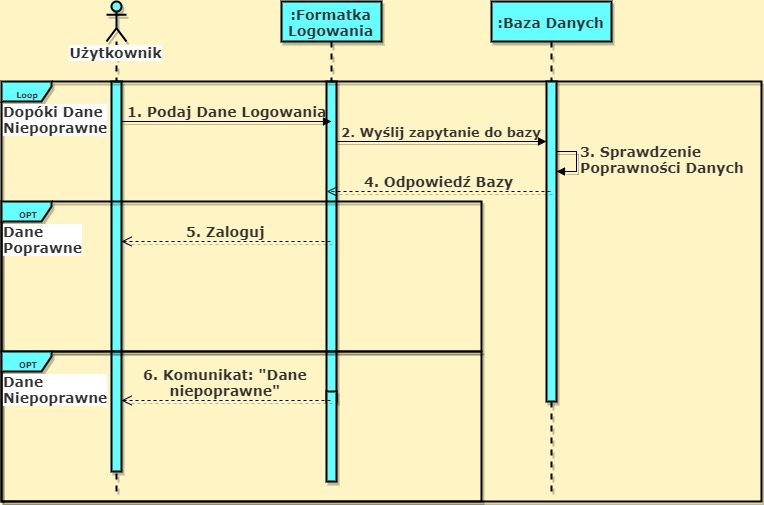 :Formatka
Logowania
:Baza Danych
Użytkownik
Loop
Dopóki Dane
Niepoprawne
1. Podaj Dane Logowania
2. Wyślij zapytanie do bazy
3. Sprawdzenie
Poprawności Danych
4. Odpowiedź Bazy
OPT
Dane
Poprawne
5. Zaloguj
OPT
Dane
Niepoprawne
6. Komunikat: "Dane
niepoprawne"